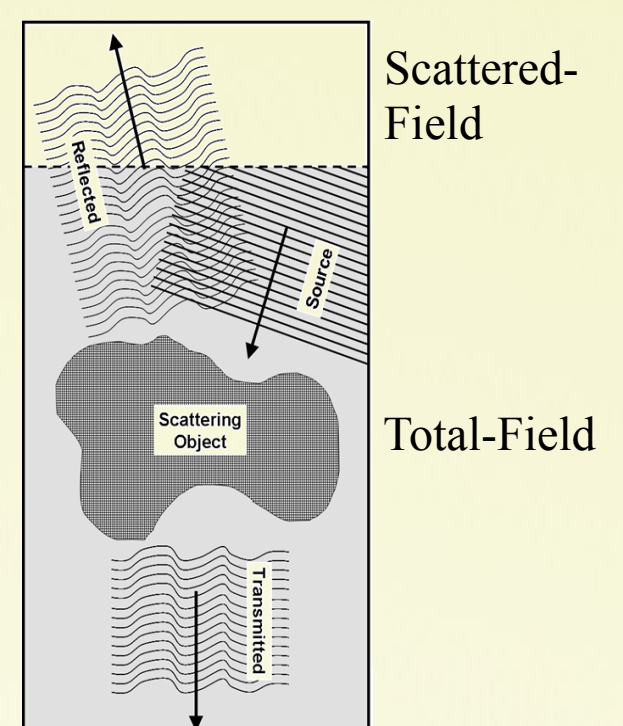 Scattered-
Field
Reflected
Source
Scattering
Object
Total-Field
Transmitted